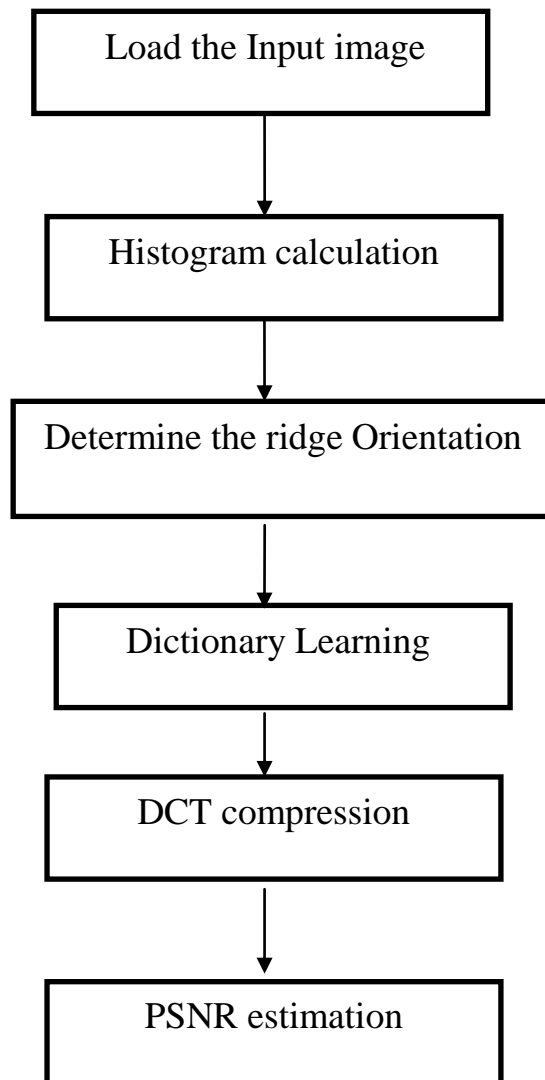 Load the Input image
Histogram calculation
Determine the ridge Orientation
Dictionary Learning
DCT compression
PSNR estimation